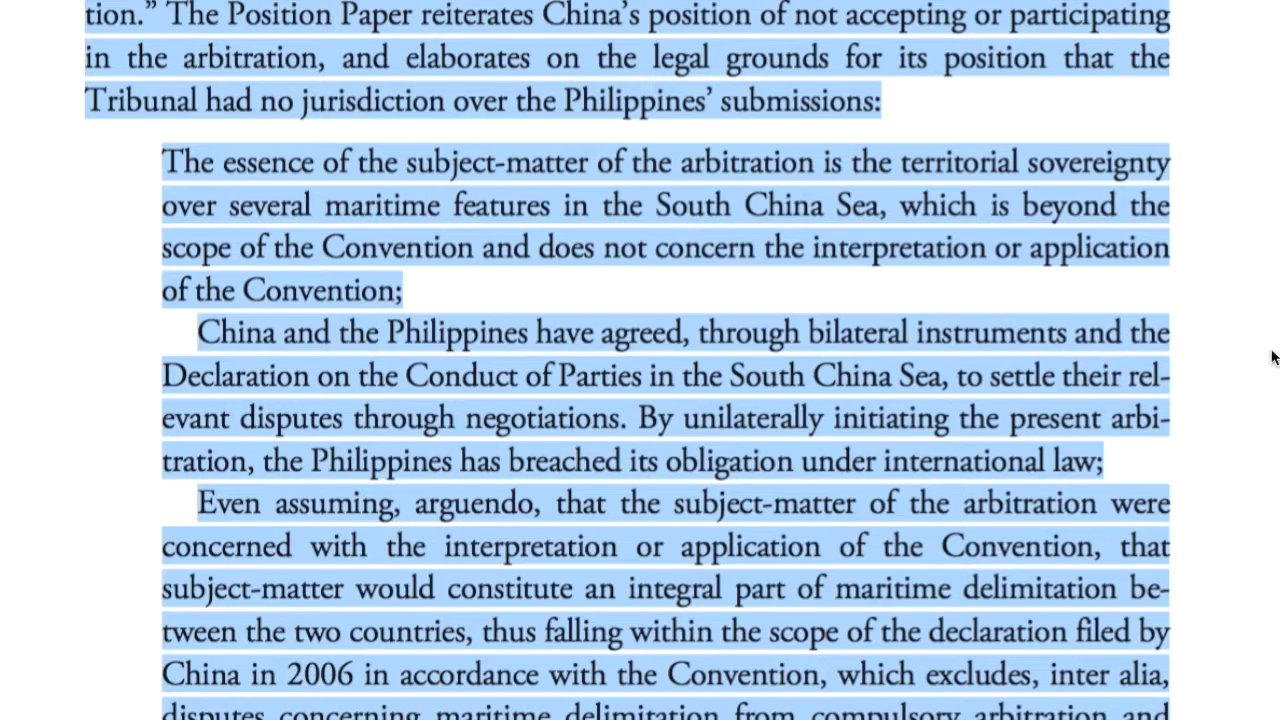 tion.” The Position Paper reiterates China’s position of not accepting or participating
in the arbitration, and elaborates on the legal grounds for its position that the
Tribunal had no jurisdiction over the Philippines’ submissions:
The essence of the subject-matter of the arbitration is the territorial sovereignty
over several maritime features in the South China Sea, which is beyond the
scope of the Convention and does not concern the interpretation or application
of the Convention;
China and the Philippines have agreed, through bilateral instruments and the
Declaration on the Conduct of Parties in the South China Sea, to settle their rel-
evant disputes through negotiations. By unilaterally initiating the present arbi-
tration, the Philippines has breached its obligation under international law;
Even assuming, arguendo, that the subject-matter of the arbitration were
concerned with the interpretation or application of the Convention, that
subject-matter would constitute an integral part of maritime delimitation be-
tween the two countries, thus falling within the scope of the declaration filed by
China in 2006 in accordance with the Convention, which excludes, inter alia,
disputes concerning maritime delimitation from compulsory arbitration and